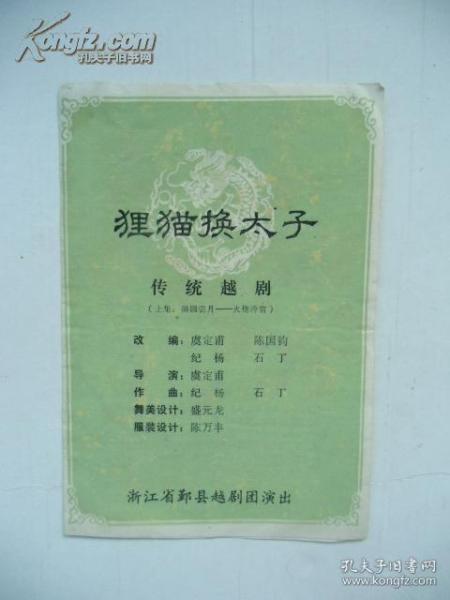 Kongfz.com
孔夫子旧书网
狸猫换太子
传统越剧
(上集:御园赏月——火烧冷宫)
改 编:虞定甫 陈国钧
纪 杨 石 丁
导 演:虞定甫
作 曲:纪 杨 石 丁
舞美设计:盛元龙
服装设计:陈万丰
浙江省鄞县越剧团演出
孔夫子旧书网
www.kongfz.com